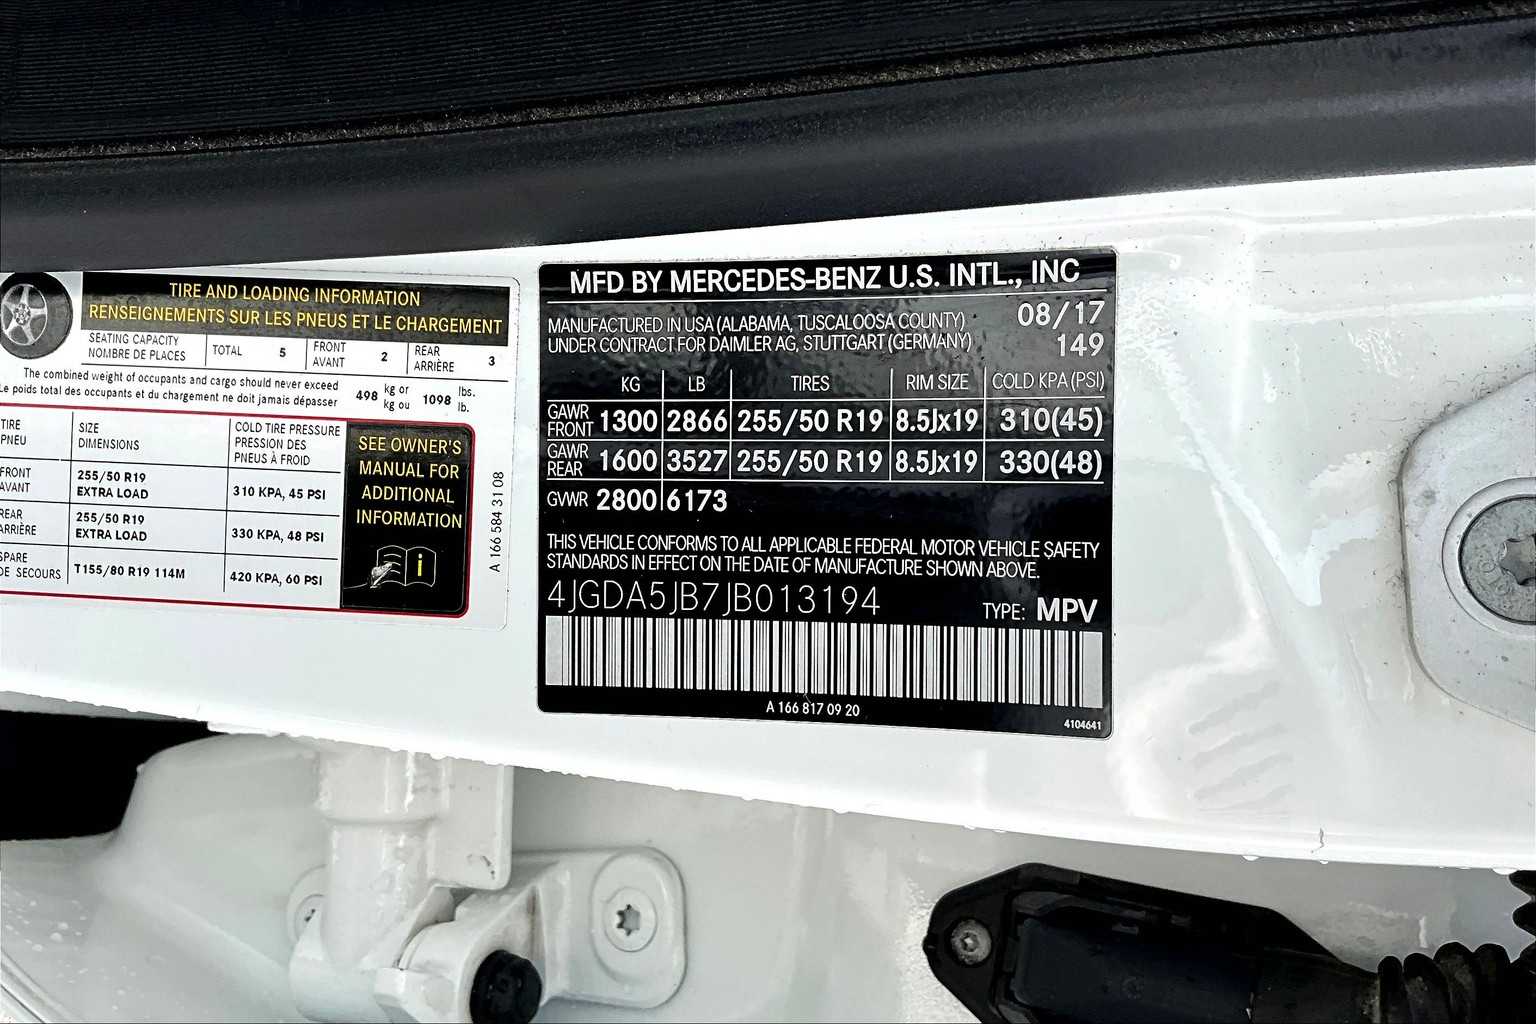 TIRE AND LOADING INFORMATION
RENSEIGNEMENTS SUR LES PNEUS ET LE CHARGEMENT
SEATING CAPACITY
NOMBRE DE PLACES
TOTAL 5
FRONT
AVANT
2
REAR
ARRIÈRE
3
The combined weight of occupants and cargo should never exceed
Le poids total des occupants et du chargement ne doit jamais dépasser
498 kg or
kg ou
1098 lbs.
lb.
TIRE
PNEU
SIZE
DIMENSIONS
COLD TIRE PRESSURE
PRESSION DES
PNEUS À FROID
FRONT
AVANT
255/50 R19
EXTRA LOAD
310 KPA, 45 PSI
REAR
ARRIÈRE
255/50 R19
EXTRA LOAD
330 KPA, 48 PSI
SPARE
DE SECOURS
T155/80 R19 114M
420 KPA, 60 PSI
SEE OWNER'S
MANUAL FOR
ADDITIONAL
INFORMATION
i
A 166 584 31 08
MFD BY MERCEDES-BENZ U.S. INTL., INC
MANUFACTURED IN USA (ALABAMA, TUSCALOOSA COUNTY) 08/17
UNDER CONTRACT FOR DAIMLER AG, STUTTGART (GERMANY) 149
KG LB TIRES RIM SIZE COLD KPA (PSI)
GAWR
FRONT
1300 2866 255/50 R19 8.5Jx19 310(45)
GAWR
REAR
1600 3527 255/50 R19 8.5Jx19 330(48)
GVWR 2800 6173
THIS VEHICLE CONFORMS TO ALL APPLICABLE FEDERAL MOTOR VEHICLE SAFETY
STANDARDS IN EFFECT ON THE DATE OF MANUFACTURE SHOWN ABOVE.
4JGDA5JB7JB013194 TYPE: MPV
A 166 817 09 20
4104641